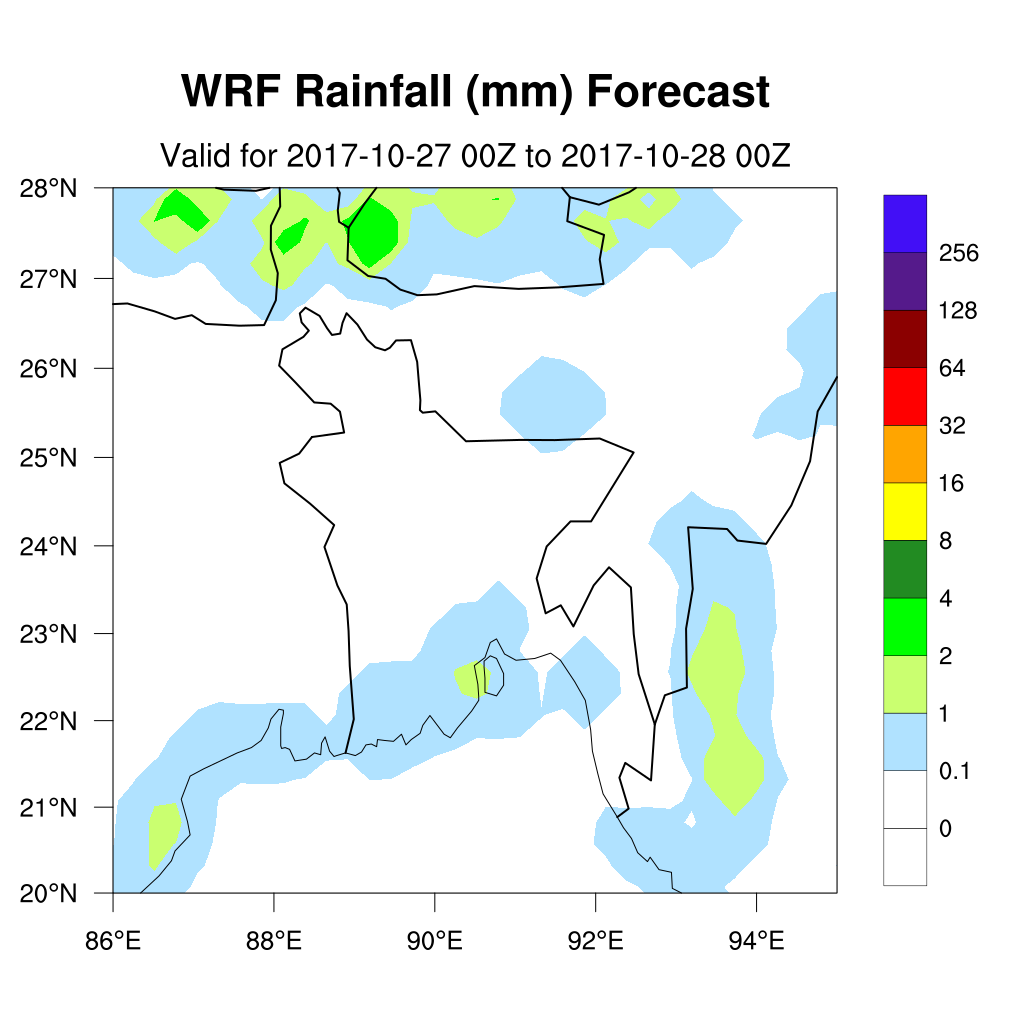 WRF Rainfall (mm) Forecast
Valid for 2017-10-27 00Z to 2017-10-28 00Z
28°N
27°N
26°N
25°N
24°N
23°N
22°N
21°N
20°N
86°E 88°E 90°E 92°E 94°E
256
128
64
32
16
8
4
2
1
0.1
0